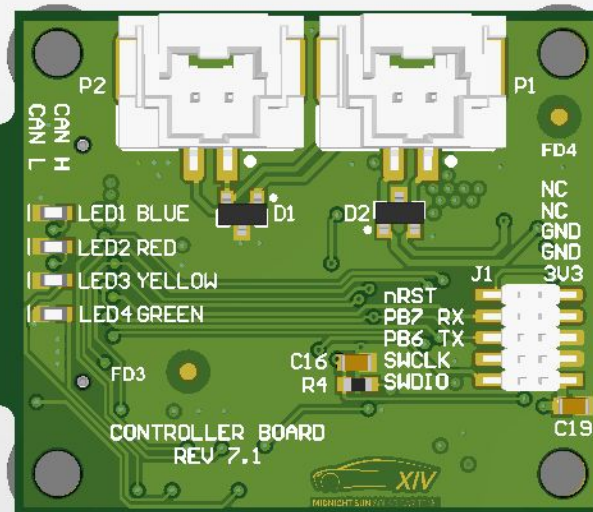 P2
P1
CAN H
CAN L
FD4
LED1 BLUE
LED2 RED
LED3 YELLOW
LED4 GREEN
D1
D2
NC
NC
GND
GND
3V3
J1
nRST
PB7 RX
PB6 TX
SWCLK
SWDIO
C16
R4
FD3
C19
CONTROLLER BOARD
REV 7.1
XIV
MIDNIGHT SUN